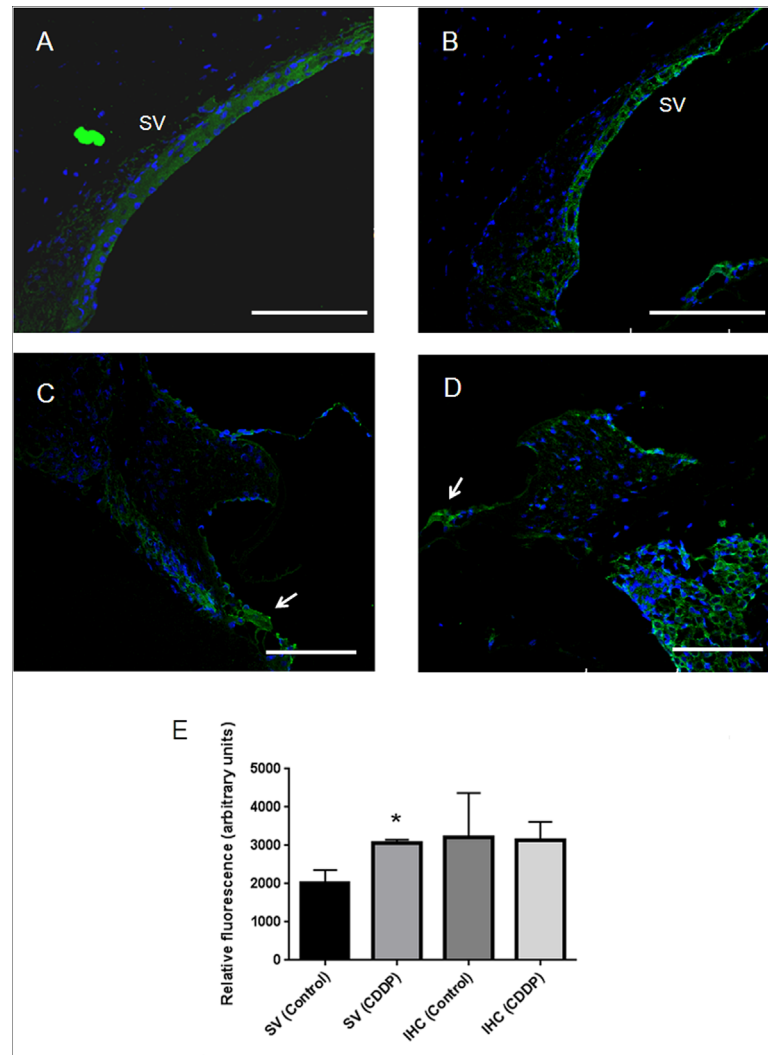 A
SV
B
SV
C
D
E
Relative fluorescence (arbitrary units)
5000
4000
3000
2000
1000
0
*
SV (Control)
SV (CDDP)
IHC (Control)
IHC (CDDP)